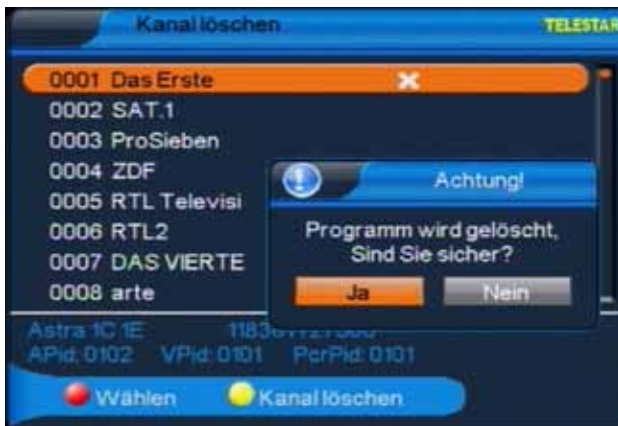 Kanal löschen
TELESTAR
0001 Das Erste
0002 SAT.1
0003 ProSieben
0004 ZDF
0005 RTL Televisi
0006 RTL2
0007 DAS VIERTE
0008 arte
Achtung!
Programm wird gelöscht,
Sind Sie sicher?
Ja Nein
Astra 1C 1E
APid: 0102 VPid: 0101 PcrPid: 0101
Wählen Kanal löschen